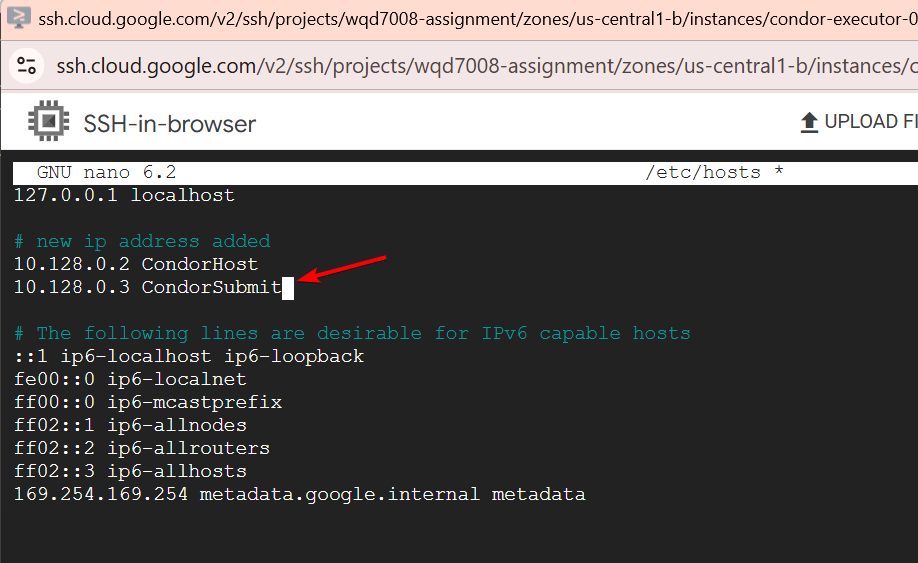 ssh.cloud.google.com/v2/ssh/projects/wqd7008-assignment/zones/us-central1-b/instances/condor-executor-0
ssh.cloud.google.com/v2/ssh/projects/wqd7008-assignment/zones/us-central1-b/instances/c
SSH-in-browser
UPLOAD FI
GNU nano 6.2 /etc/hosts *
127.0.0.1 localhost
# new ip address added
10.128.0.2 CondorHost
10.128.0.3 CondorSubmit
# The following lines are desirable for IPv6 capable hosts
::1 ip6-localhost ip6-loopback
fe00::0 ip6-localnet
ff00::0 ip6-mcastprefix
ff02::1 ip6-allnodes
ff02::2 ip6-allrouters
ff02::3 ip6-allhosts
169.254.169.254 metadata.google.internal metadata